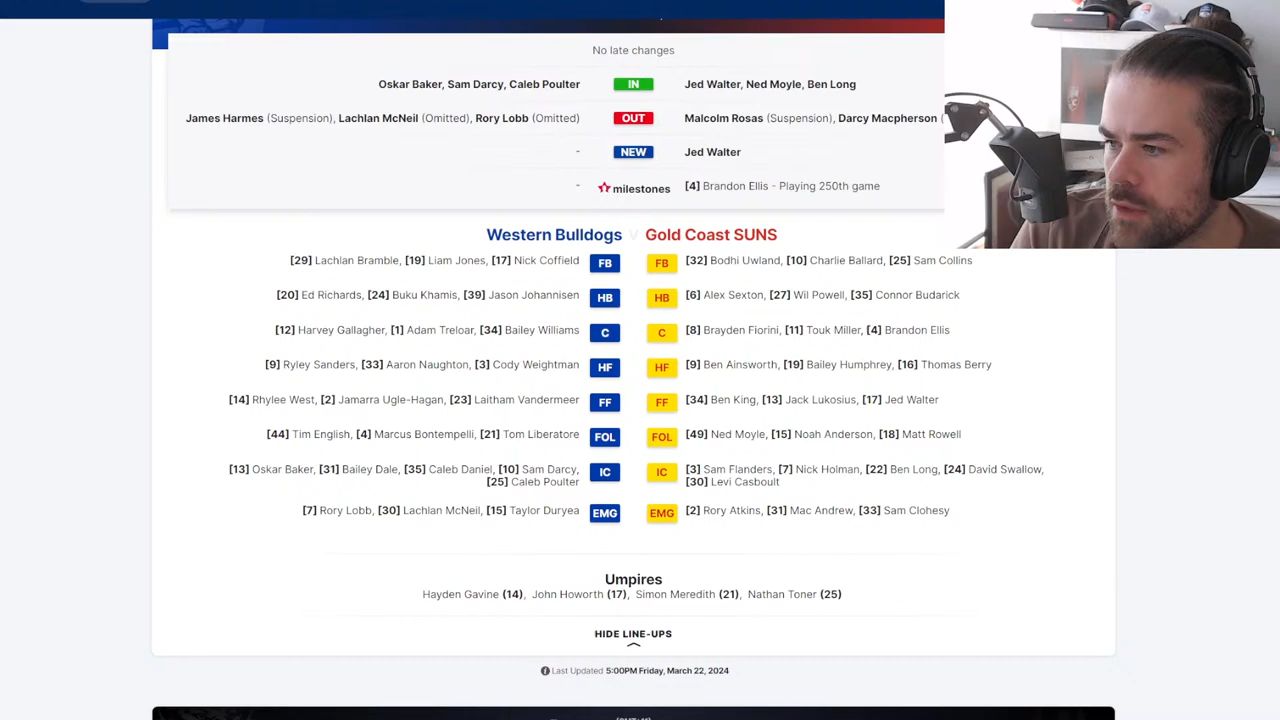 No late changes
Oskar Baker, Sam Darcy, Caleb Poulter IN Jed Walter, Ned Moyle, Ben Long
James Harmes (Suspension), Lachlan McNeil (Omitted), Rory Lobb (Omitted) OUT Malcolm Rosas (Suspension), Darcy Macpherson (
- NEW Jed Walter
- milestones [4] Brandon Ellis - Playing 250th game
Western Bulldogs V Gold Coast SUNS
[29] Lachlan Bramble, [19] Liam Jones, [17] Nick Coffield FB FB [32] Bodhi Uwland, [10] Charlie Ballard, [25] Sam Collins
[20] Ed Richards, [24] Buku Khamis, [39] Jason Johannisen HB HB [6] Alex Sexton, [27] Wil Powell, [35] Connor Budarick
[12] Harvey Gallagher, [1] Adam Treloar, [34] Bailey Williams C C [8] Brayden Fiorini, [11] Touk Miller, [4] Brandon Ellis
[9] Ryley Sanders, [33] Aaron Naughton, [3] Cody Weightman HF HF [9] Ben Ainsworth, [19] Bailey Humphrey, [16] Thomas Berry
[14] Rhylee West, [2] Jamarra Ugle-Hagan, [23] Laitham Vandermeer FF FF [34] Ben King, [13] Jack Lukosius, [17] Jed Walter
[44] Tim English, [4] Marcus Bontempelli, [21] Tom Liberatore FOL FOL [49] Ned Moyle, [15] Noah Anderson, [18] Matt Rowell
[13] Oskar Baker, [31] Bailey Dale, [35] Caleb Daniel, [10] Sam Darcy, IC IC [3] Sam Flanders, [7] Nick Holman, [22] Ben Long, [24] David Swallow,
[25] Caleb Poulter [30] Levi Casboult
[7] Rory Lobb, [30] Lachlan McNeil, [15] Taylor Duryea EMG EMG [2] Rory Atkins, [31] Mac Andrew, [33] Sam Clohesy
Umpires
Hayden Gavine (14), John Howorth (17), Simon Meredith (21), Nathan Toner (25)
HIDE LINE-UPS
Last Updated 5:00PM Friday, March 22, 2024